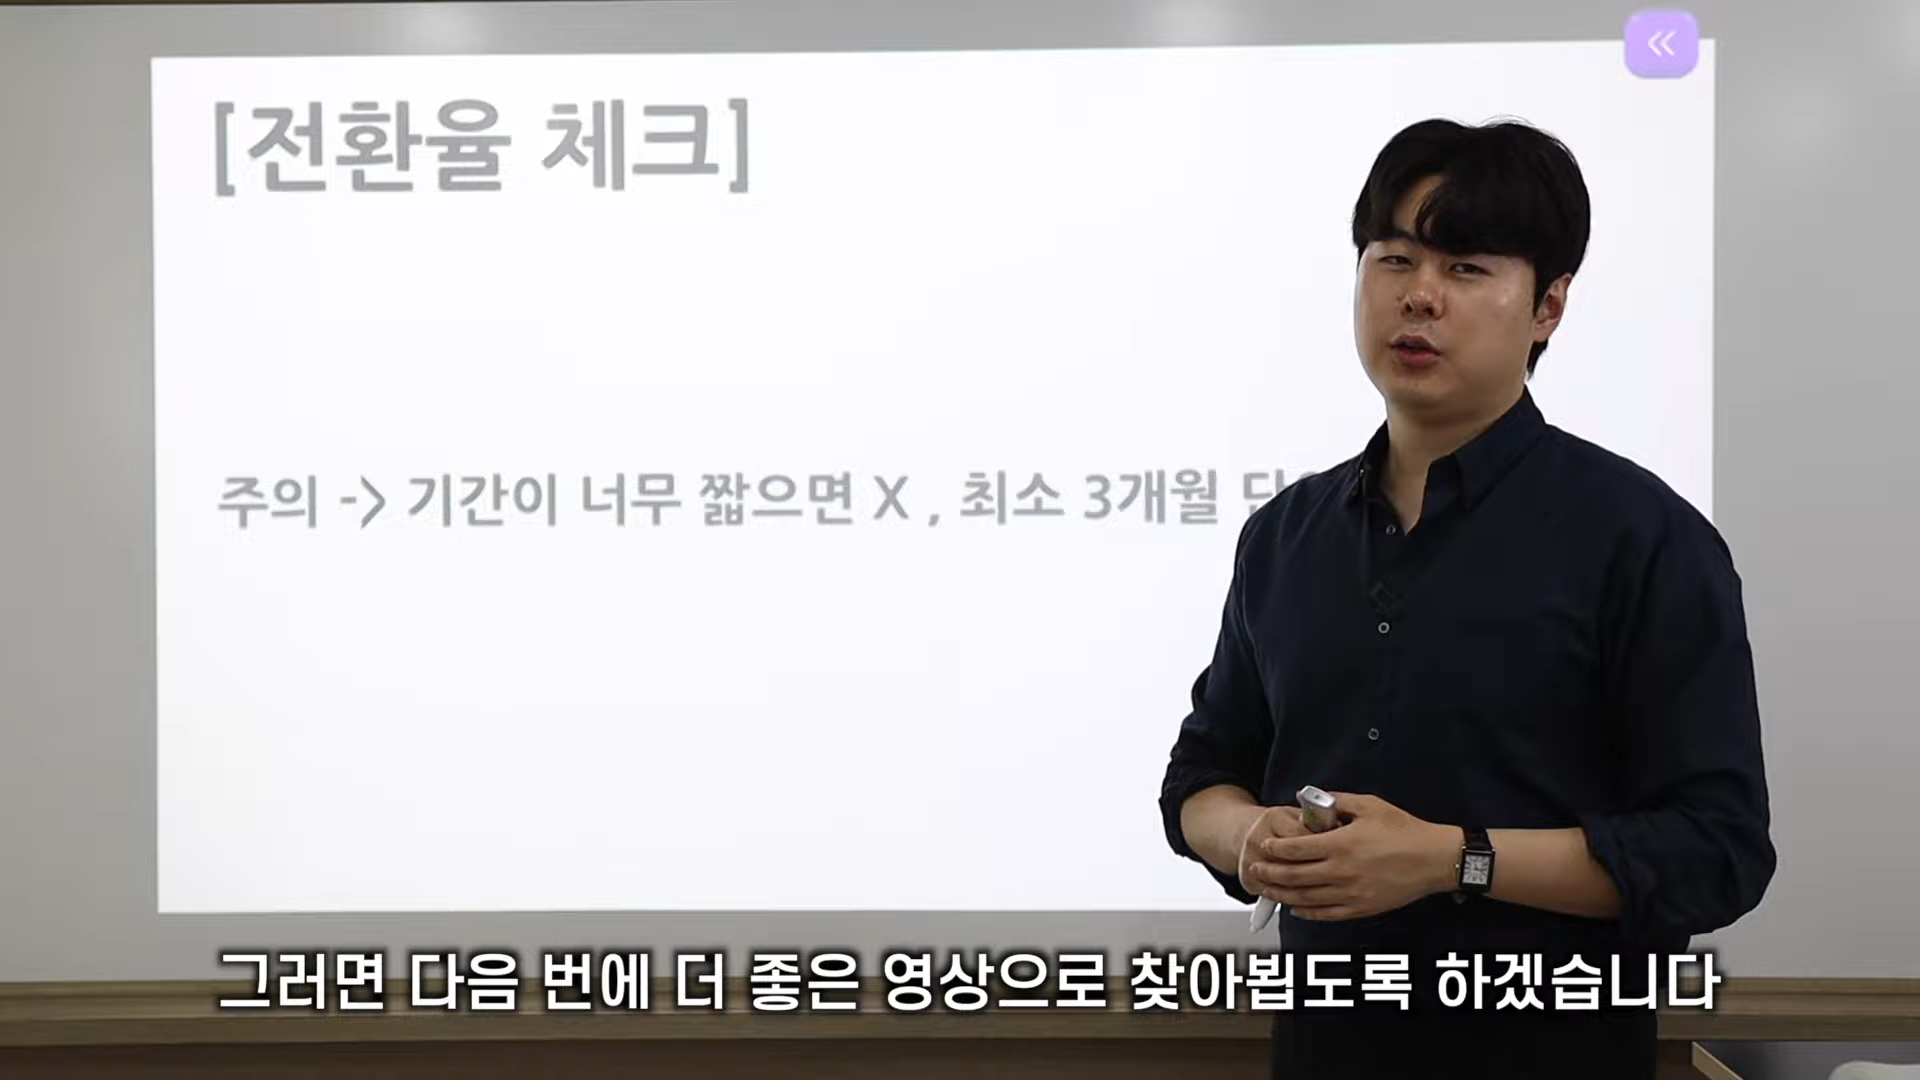 [전환율 체크]
주의 -> 기간이 너무 짧으면 X , 최소 3개월
그러면 다음 번에 더 좋은 영상으로 찾아뵙도록 하겠습니다